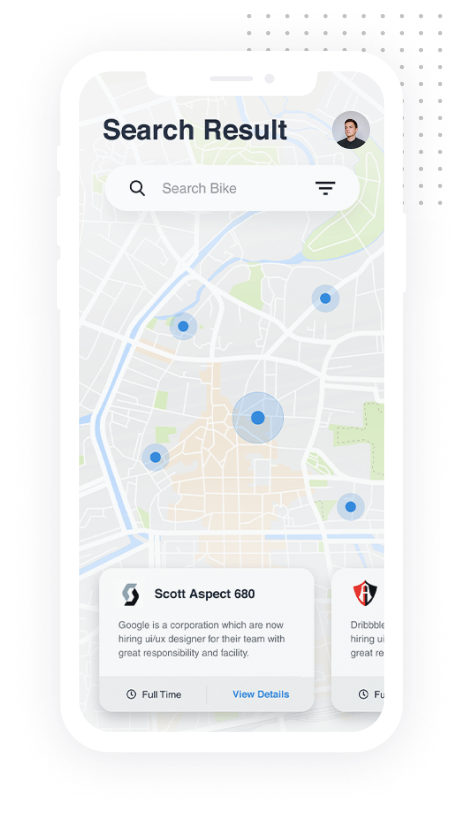 Search Result
Search Bike
Scott Aspect 680
Google is a corporation which are now
hiring ui/ux designer for their team with
great responsibility and facility.
Full Time
View Details
A
Dribbble
hiring ui
great re
Fu